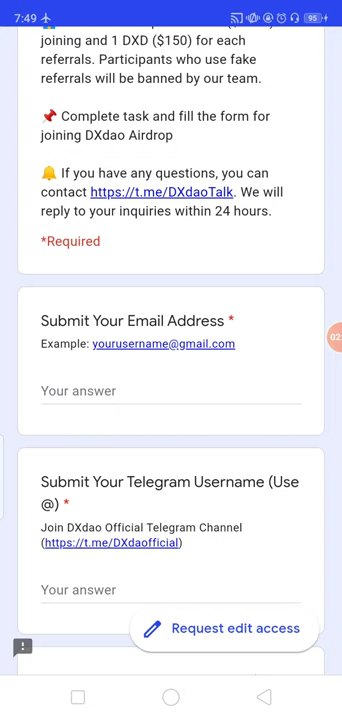 7:49
95
joining and 1 DXD ($150) for each
referrals. Participants who use fake
referrals will be banned by our team.
📌 Complete task and fill the form for
joining DXdao Airdrop
🔔 If you have any questions, you can
contact https://t.me/DXdaoTalk. We will
reply to your inquiries within 24 hours.
*Required
Submit Your Email Address *
Example: yourusername@gmail.com
02
Your answer
Submit Your Telegram Username (Use
@) *
Join DXdao Official Telegram Channel
(https://t.me/DXdaofficial)
Your answer
Request edit access